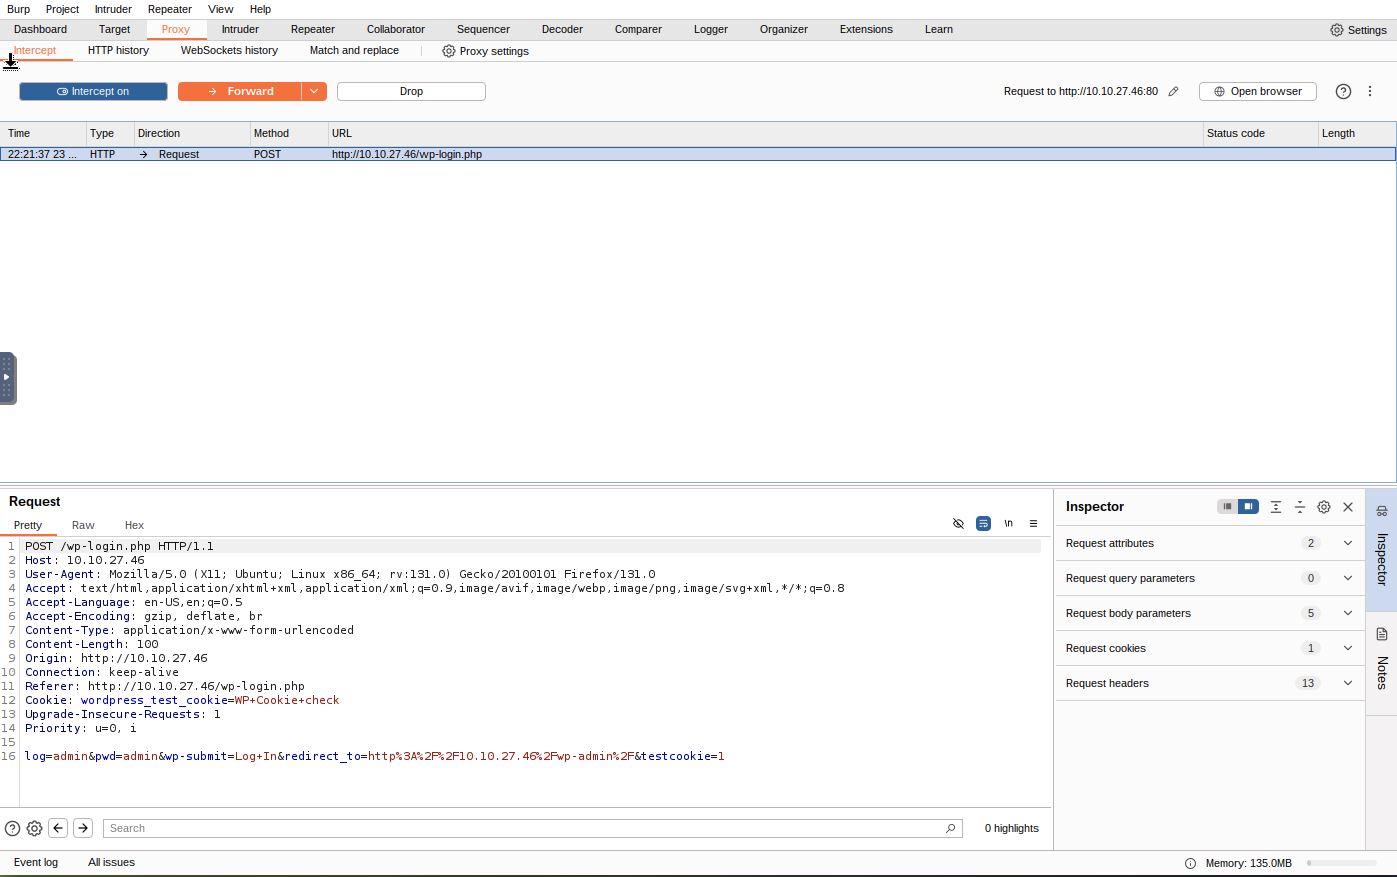 Burp Project Intruder Repeater View Help
Dashboard Target Proxy Intruder Repeater Collaborator Sequencer Decoder Comparer Logger Organizer Extensions Learn Settings
Intercept HTTP history WebSockets history Match and replace Proxy settings
Intercept on Forward Drop Request to http://10.10.27.46:80 Open browser
Time Type Direction Method URL Status code Length
22:21:37 23 ... HTTP Request POST http://10.10.27.46/wp-login.php
Request
Pretty Raw Hex \n
1 POST /wp-login.php HTTP/1.1
2 Host: 10.10.27.46
3 User-Agent: Mozilla/5.0 (X11; Ubuntu; Linux x86_64; rv:131.0) Gecko/20100101 Firefox/131.0
4 Accept: text/html,application/xhtml+xml,application/xml;q=0.9,image/avif,image/webp,image/png,image/svg+xml,*/*;q=0.8
5 Accept-Language: en-US,en;q=0.5
6 Accept-Encoding: gzip, deflate, br
7 Content-Type: application/x-www-form-urlencoded
8 Content-Length: 100
9 Origin: http://10.10.27.46
10 Connection: keep-alive
11 Referer: http://10.10.27.46/wp-login.php
12 Cookie: wordpress_test_cookie=WP+Cookie+check
13 Upgrade-Insecure-Requests: 1
14 Priority: u=0, i
15
16 log=admin&pwd=admin&wp-submit=Log+In&redirect_to=http%3A%2F%2F10.10.27.46%2Fwp-admin%2F&testcookie=1
Search 0 highlights
Inspector
Request attributes 2
Request query parameters 0
Request body parameters 5
Request cookies 1
Request headers 13
Inspector
Notes
Event log All issues Memory: 135.0MB